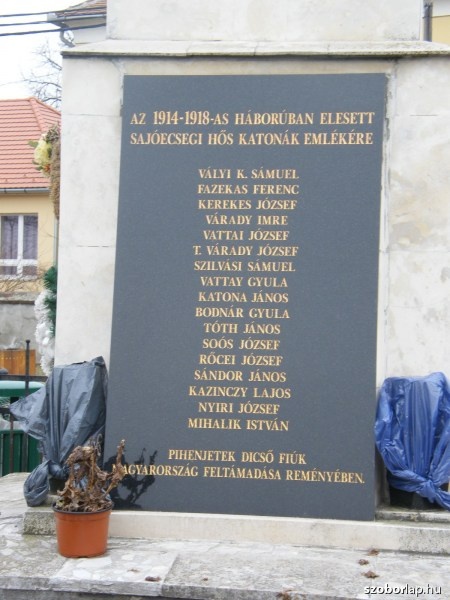 AZ 1914-1918-AS HÁBORÚBAN ELESETT
SAJÓECSEGI HŐS KATONÁK EMLÉKÉRE
VÁLYI K. SÁMUEL
FAZEKAS FERENC
KEREKES JÓZSEF
VÁRADY IMRE
VATTAI JÓZSEF
T. VÁRADY JÓZSEF
SZILVÁSI SÁMUEL
VATTAY GYULA
KATONA JÁNOS
BODNÁR GYULA
TÓTH JÁNOS
SOÓS JÓZSEF
RŐCEI JÓZSEF
SÁNDOR JÁNOS
KAZINCZY LAJOS
NYIRI JÓZSEF
MIHALIK ISTVÁN
PIHENJETEK DICSŐ FIÚK
MAGYARORSZÁG FELTÁMADÁSA REMÉNYÉBEN.
szoborlap.hu